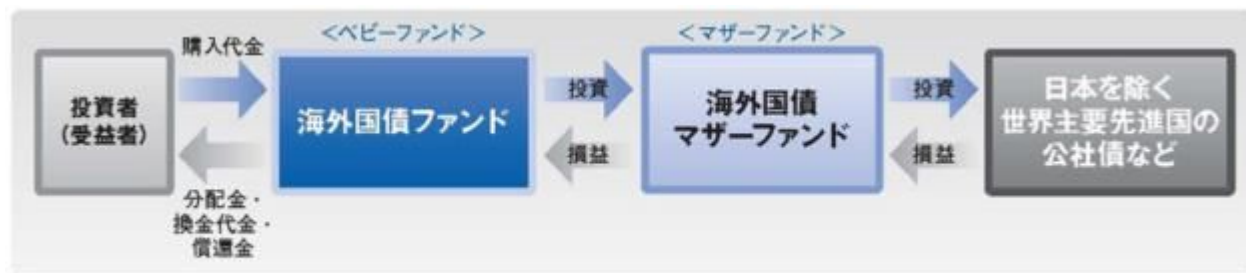 投資者
(受益者)
購入代金
分配金・
換金代金・
償還金
<ベビーファンド>
海外国債ファンド
投資
損益
<マザーファンド>
海外国債
マザーファンド
投資
損益
日本を除く
世界主要先進国の
公社債など